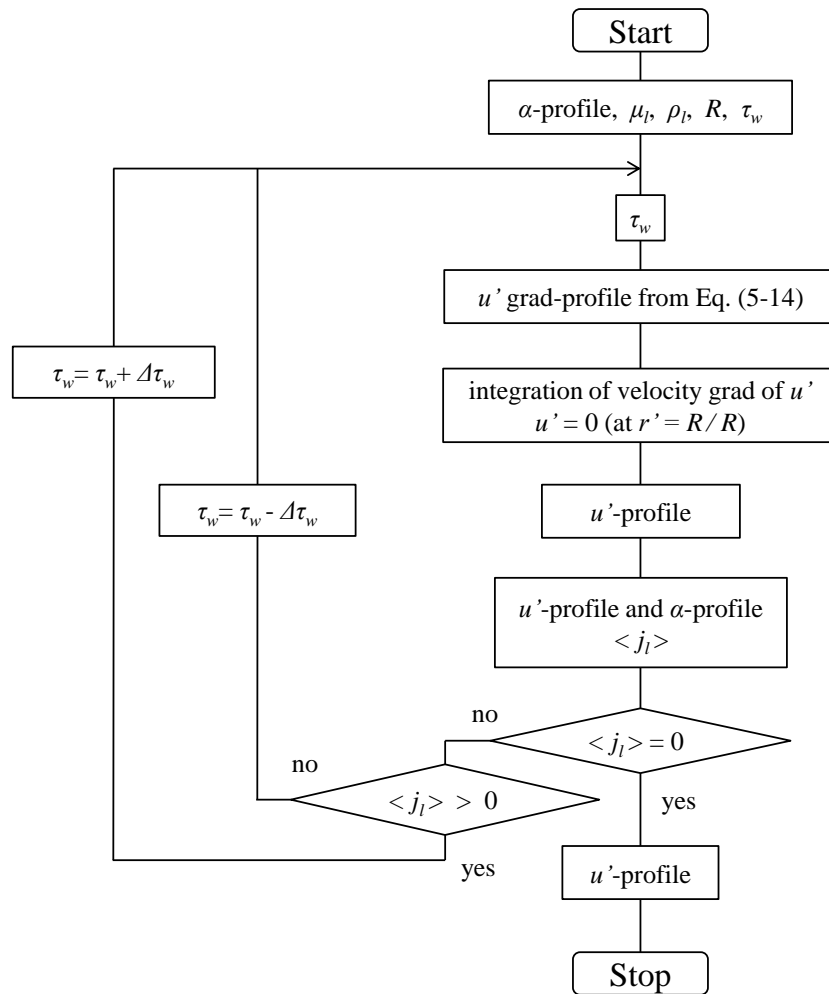 Start
α-profile, μl, ρl, R, τw
τw
u’ grad-profile from Eq. (5-14)
τw= τw+ Δτw
integration of velocity grad of u’
u’ = 0 (at r’ = R/R)
τw= τw - Δτw
u’-profile
u’-profile and α-profile
< jl>
no
< jl> = 0
no
< jl> > 0
yes
yes
u’-profile
Stop